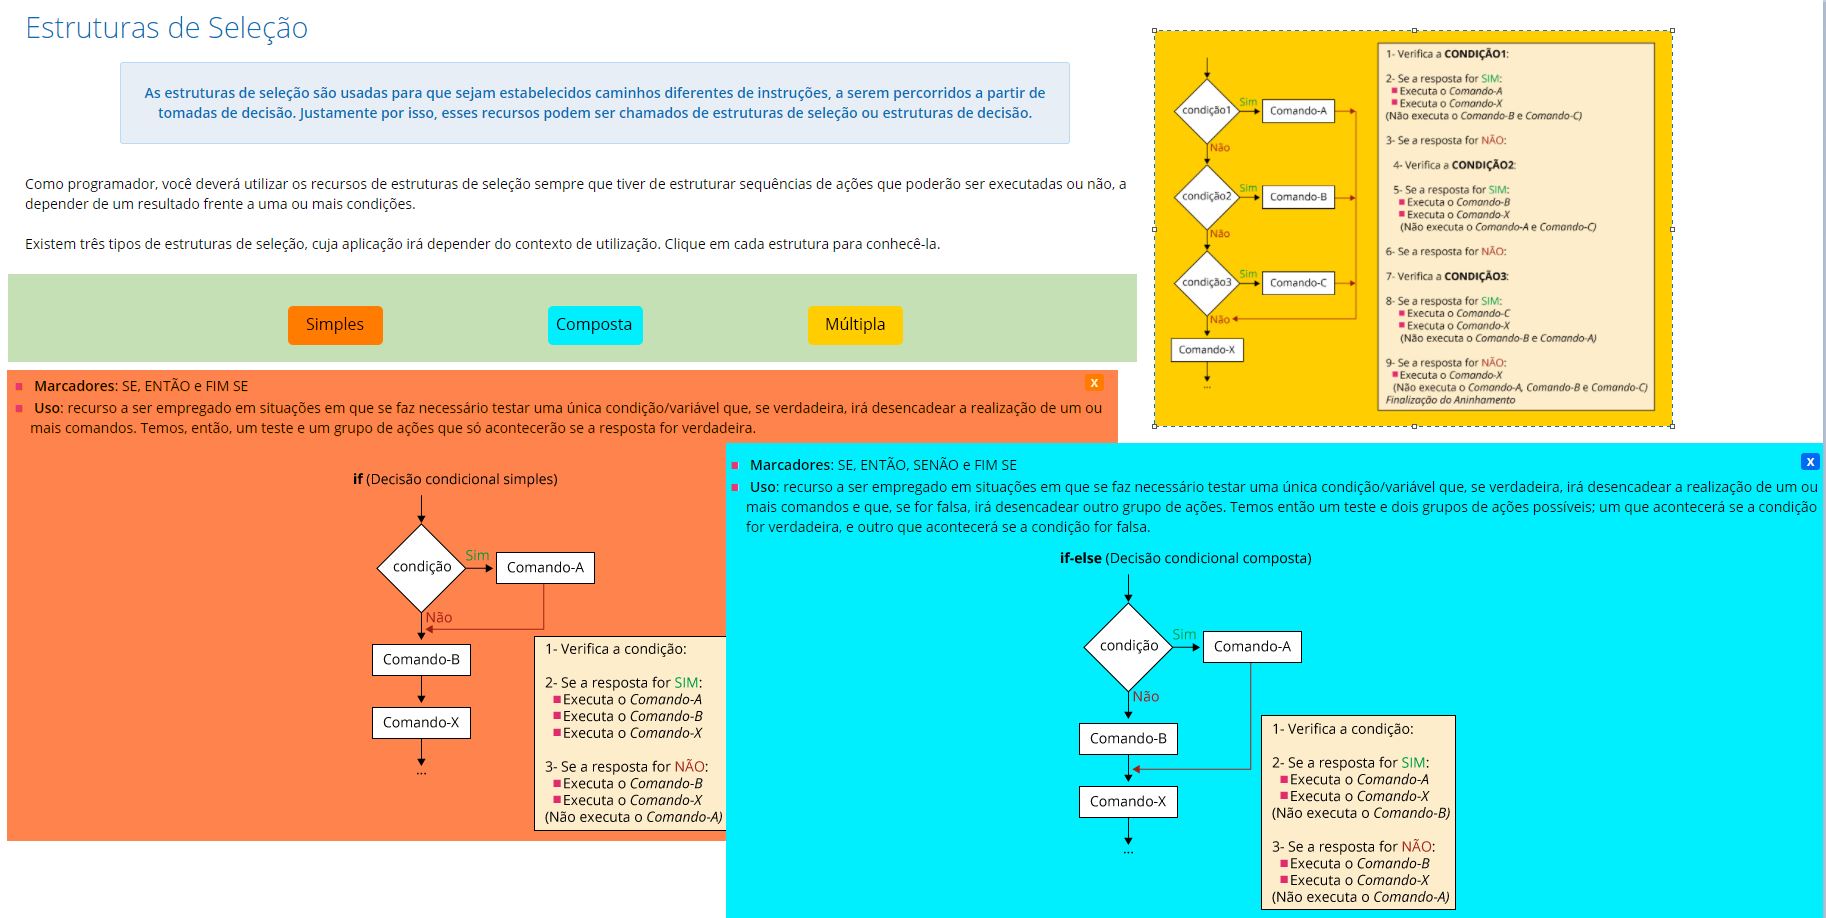 Estruturas de Seleção
As estruturas de seleção são usadas para que sejam estabelecidos caminhos diferentes de instruções, a serem percorridos a partir de
tomadas de decisão. Justamente por isso, esses recursos podem ser chamados de estruturas de seleção ou estruturas de decisão.
Como programador, você deverá utilizar os recursos de estruturas de seleção sempre que tiver de estruturar sequências de ações que poderão ser executadas ou não, a
depender de um resultado frente a uma ou mais condições.
Existem três tipos de estruturas de seleção, cuja aplicação irá depender do contexto de utilização. Clique em cada estrutura para conhecê-la.
Simples
Composta
Múltipla
condição1
Sim
Comando-A
Não
condição2
Sim
Comando-B
Não
condição3
Sim
Comando-C
Não
Comando-X
...
1- Verifica a CONDIÇÃO1:
2- Se a resposta for SIM:
Executa o Comando-A
Executa o Comando-X
(Não executa o Comando-B e Comando-C)
3- Se a resposta for NÃO:
4- Verifica a CONDIÇÃO2:
5- Se a resposta for SIM:
Executa o Comando-B
Executa o Comando-X
(Não executa o Comando-A e Comando-C)
6- Se a resposta for NÃO:
7- Verifica a CONDIÇÃO3:
8- Se a resposta for SIM:
Executa o Comando-C
Executa o Comando-X
(Não executa o Comando-B e Comando-A)
9- Se a resposta for NÃO:
Executa o Comando-X
(Não executa o Comando-A, Comando-B e Comando-C)
Finalização do Aninhamento
X
Marcadores: SE, ENTÃO e FIM SE
Uso: recurso a ser empregado em situações em que se faz necessário testar uma única condição/variável que, se verdadeira, irá desencadear a realização de um ou
mais comandos. Temos, então, um teste e um grupo de ações que só acontecerão se a resposta for verdadeira.
if (Decisão condicional simples)
condição
Sim
Comando-A
Não
Comando-B
Comando-X
...
1- Verifica a condição:
2- Se a resposta for SIM:
Executa o Comando-A
Executa o Comando-B
Executa o Comando-X
3- Se a resposta for NÃO:
Executa o Comando-B
Executa o Comando-X
(Não executa o Comando-A)
X
Marcadores: SE, ENTÃO, SENÃO e FIM SE
Uso: recurso a ser empregado em situações em que se faz necessário testar uma única condição/variável que, se verdadeira, irá desencadear a realização de um ou
mais comandos e que, se for falsa, irá desencadear outro grupo de ações. Temos então um teste e dois grupos de ações possíveis; um que acontecerá se a condição
for verdadeira, e outro que acontecerá se a condição for falsa.
if-else (Decisão condicional composta)
condição
Sim
Comando-A
Não
Comando-B
Comando-X
...
1- Verifica a condição:
2- Se a resposta for SIM:
Executa o Comando-A
Executa o Comando-X
(Não executa o Comando-B)
3- Se a resposta for NÃO:
Executa o Comando-B
Executa o Comando-X
(Não executa o Comando-A)